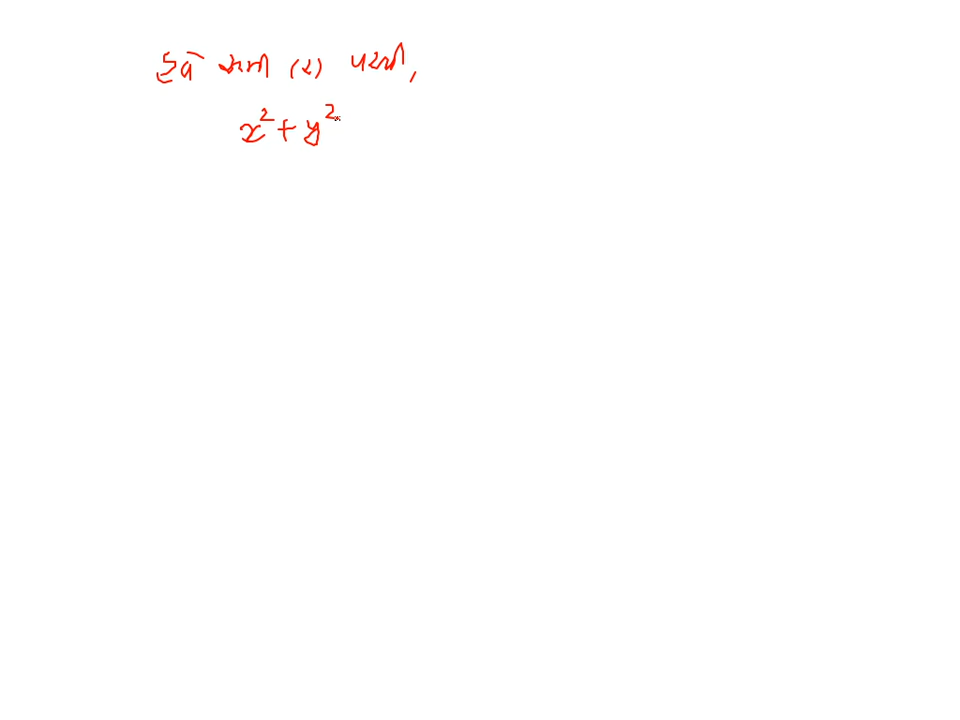 હવે સમી (૨) પરથી,
x² + y²